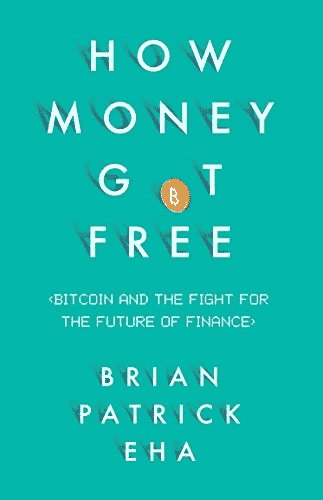 HOW
MONEY
G₿T
FREE
<BITCOIN AND THE FIGHT FOR
THE FUTURE OF FINANCE>
BRIAN
PATRICK
EHA